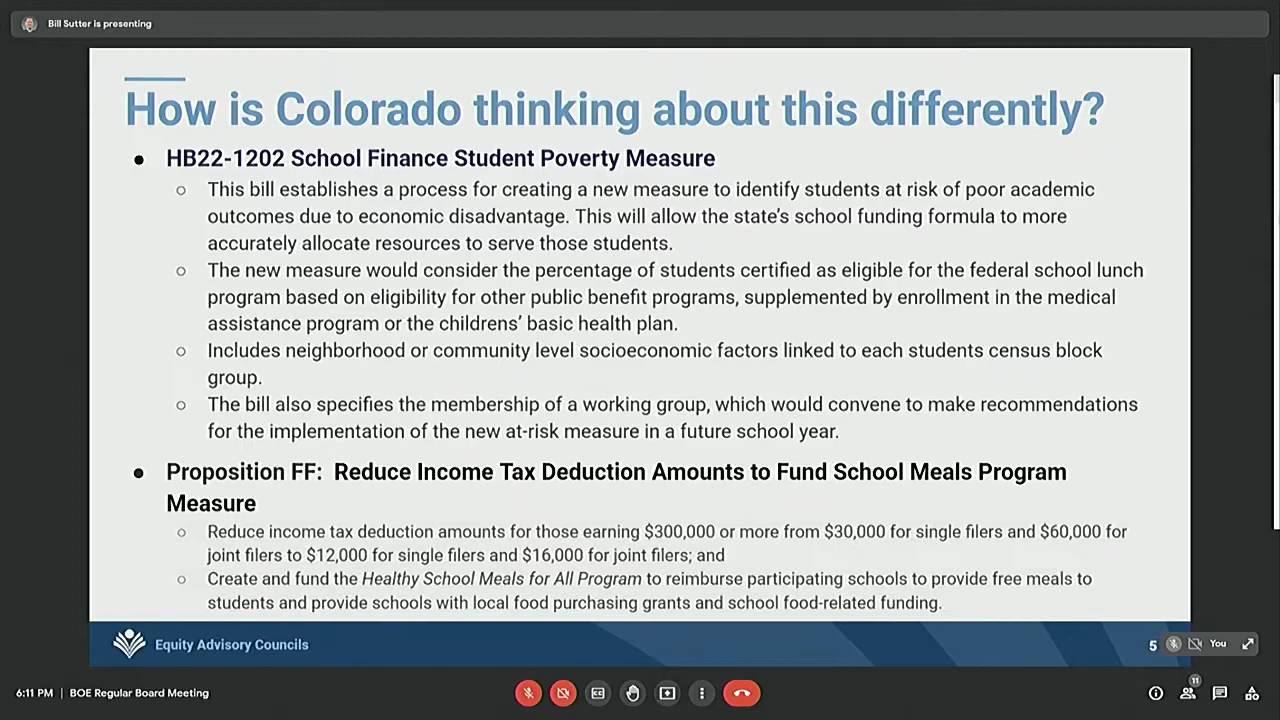 Bill Sutter is presenting
How is Colorado thinking about this differently?
● HB22-1202 School Finance Student Poverty Measure
○ This bill establishes a process for creating a new measure to identify students at risk of poor academic
outcomes due to economic disadvantage. This will allow the state's school funding formula to more
accurately allocate resources to serve those students.
○ The new measure would consider the percentage of students certified as eligible for the federal school lunch
program based on eligibility for other public benefit programs, supplemented by enrollment in the medical
assistance program or the childrens' basic health plan.
○ Includes neighborhood or community level socioeconomic factors linked to each students census block
group.
○ The bill also specifies the membership of a working group, which would convene to make recommendations
for the implementation of the new at-risk measure in a future school year.
● Proposition FF: Reduce Income Tax Deduction Amounts to Fund School Meals Program
Measure
○ Reduce income tax deduction amounts for those earning $300,000 or more from $30,000 for single filers and $60,000 for
joint filers to $12,000 for single filers and $16,000 for joint filers; and
○ Create and fund the Healthy School Meals for All Program to reimburse participating schools to provide free meals to
students and provide schools with local food purchasing grants and school food-related funding.
Equity Advisory Councils
5
You
6:11 PM | BOE Regular Board Meeting
11